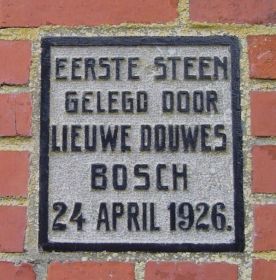 EERSTE STEEN
GELEGD DOOR
LIEUWE DOUWES
BOSCH
24 APRIL 1926.